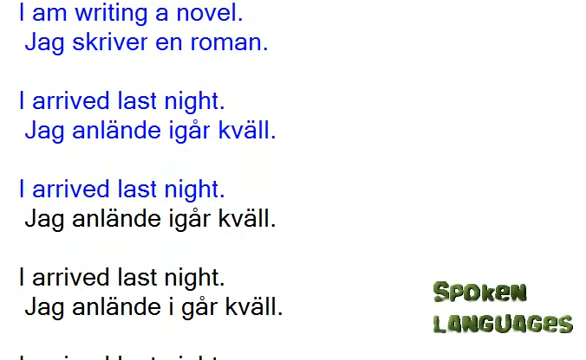 I am writing a novel.
Jag skriver en roman.
I arrived last night.
Jag anlände igår kväll.
I arrived last night.
Jag anlände igår kväll.
I arrived last night.
Jag anlände i går kväll.
Spoken
Languages